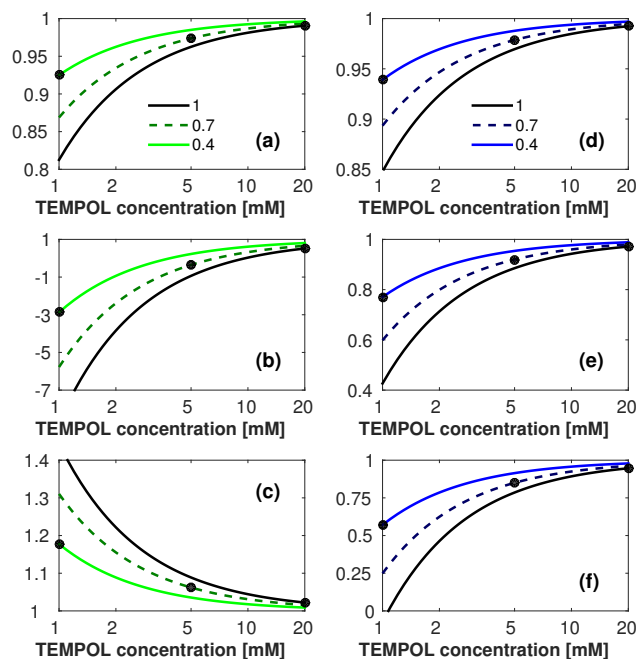 1
0.95
0.9
0.85
0.8
1
0.7
0.4
(a)
1 2 5 10 20
TEMPOL concentration [mM]
1
0.95
0.9
0.85
1
0.7
0.4
(d)
1 2 5 10 20
TEMPOL concentration [mM]
1
-1
-3
-5
-7
(b)
1 2 5 10 20
TEMPOL concentration [mM]
1
0.8
0.6
0.4
(e)
1 2 5 10 20
TEMPOL concentration [mM]
1.4
1.3
1.2
1.1
1
(c)
1 2 5 10 20
TEMPOL concentration [mM]
1
0.75
0.5
0.25
0
(f)
1 2 5 10 20
TEMPOL concentration [mM]